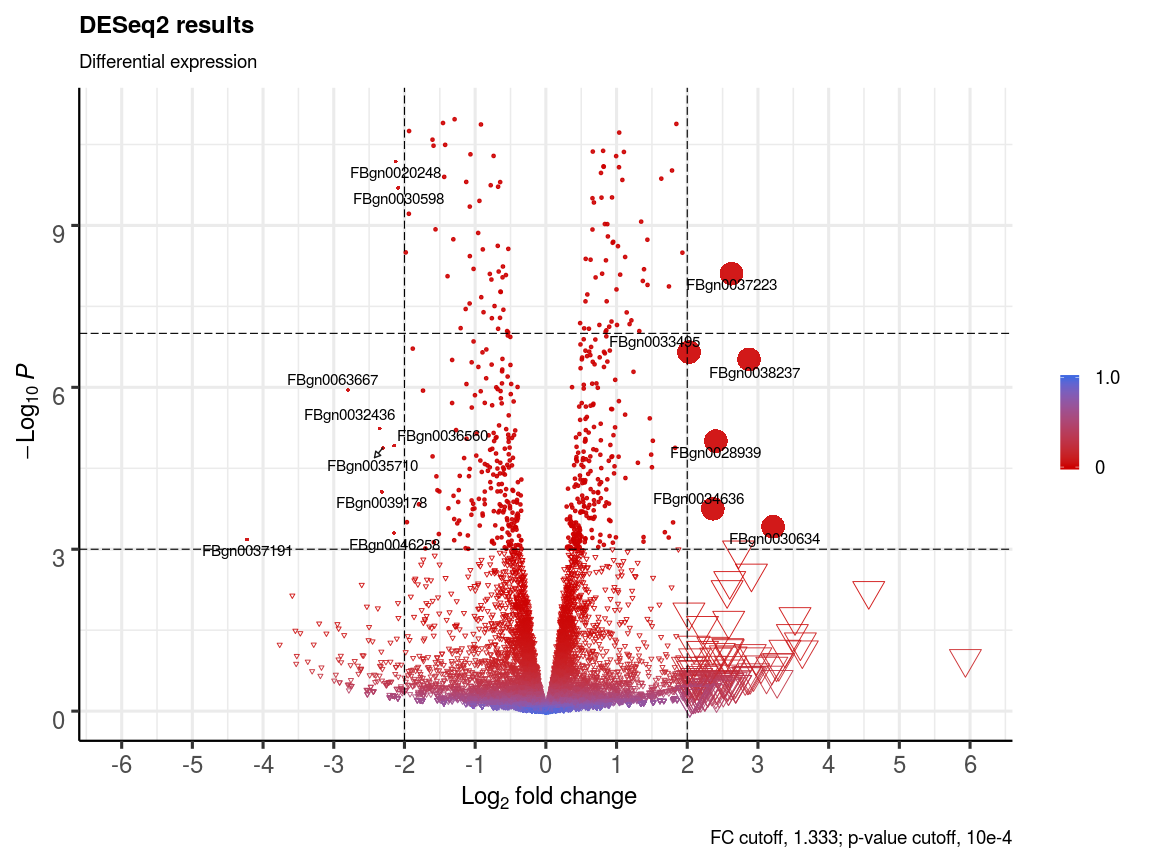 DESeq2 results
Differential expression
−Log10 P
9
6
3
0
FBgn0020248
FBgn0030598
FBgn0037223
FBgn0033495
FBgn0038237
FBgn0063667
FBgn0032436
FBgn0036560
FBgn0028939
FBgn0035710
FBgn0039178
FBgn0034636
FBgn0030634
FBgn0046258
FBgn0037191
1.0
0
-6 -5 -4 -3 -2 -1 0 1 2 3 4 5 6
Log2 fold change
FC cutoff, 1.333; p-value cutoff, 10e-4